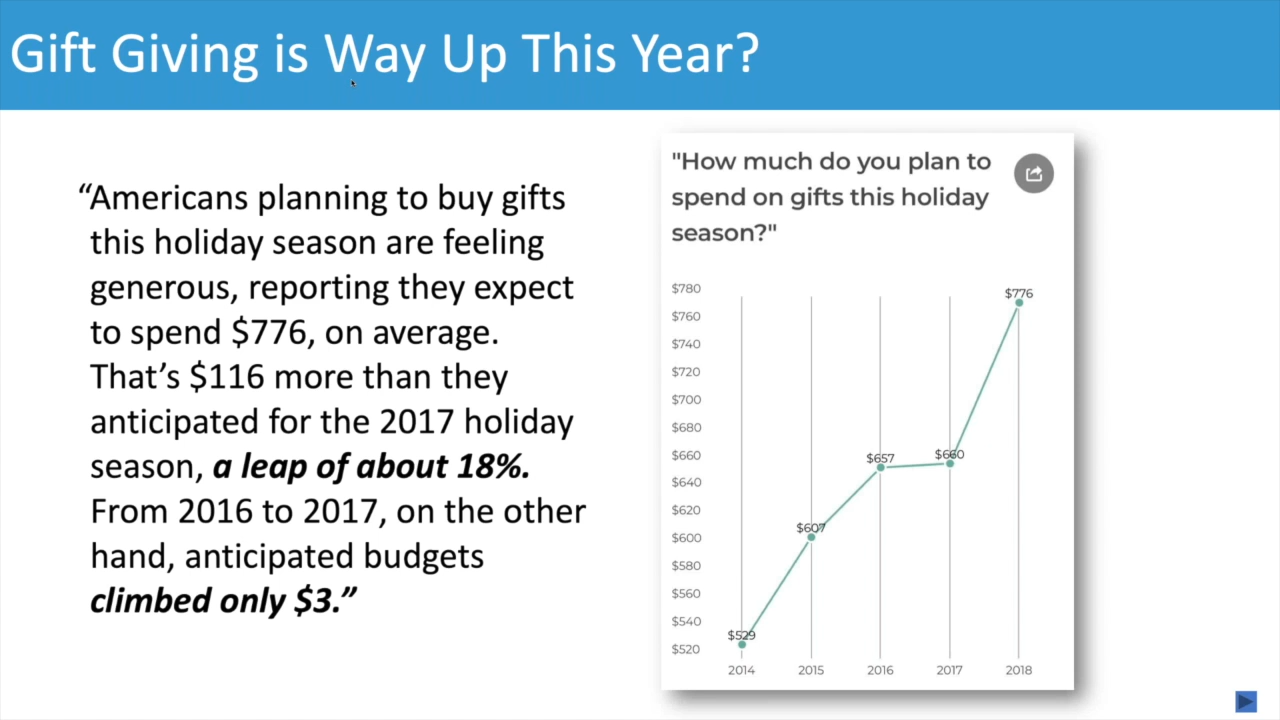 Gift Giving is Way Up This Year?
“Americans planning to buy gifts
this holiday season are feeling
generous, reporting they expect
to spend $776, on average.
That’s $116 more than they
anticipated for the 2017 holiday
season, a leap of about 18%.
From 2016 to 2017, on the other
hand, anticipated budgets
climbed only $3.”
"How much do you plan to
spend on gifts this holiday
season?"
$780
$760
$740
$720
$700
$680
$660
$640
$620
$600
$580
$560
$540
$520
$529
$607
$657
$660
$776
2014 2015 2016 2017 2018